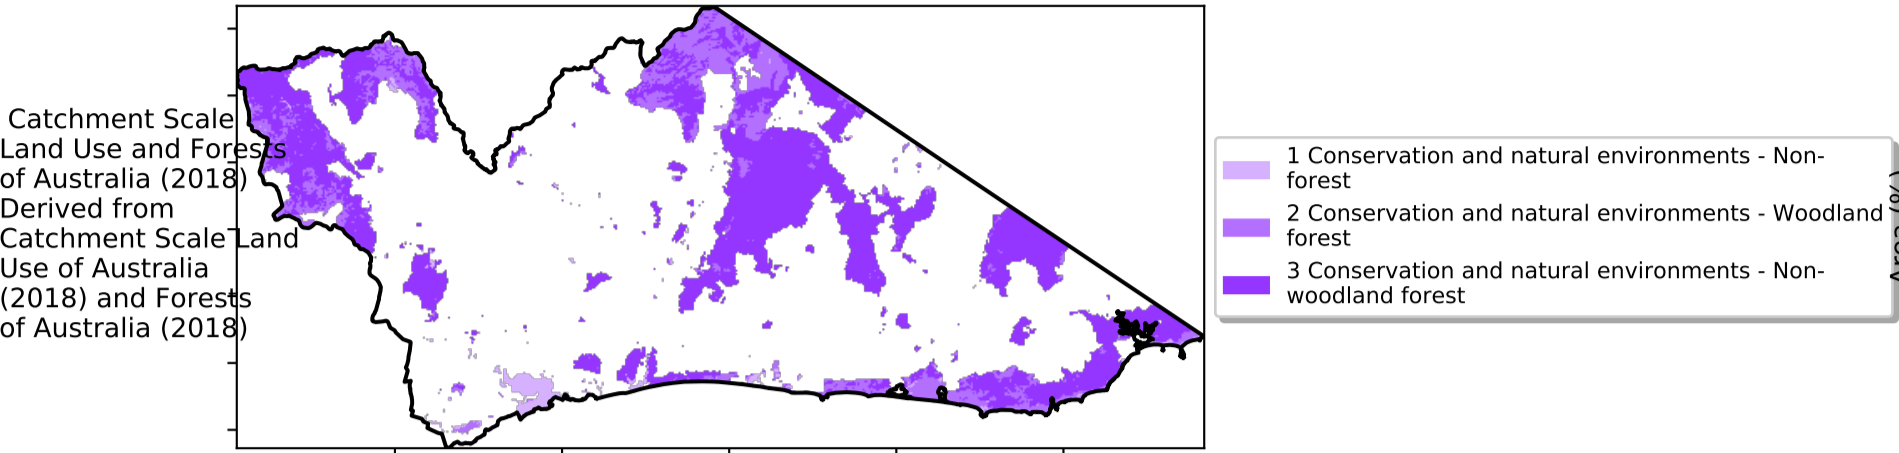 Catchment Scale
Land Use and Forests
of Australia (2018)
Derived from
Catchment Scale Land
Use of Australia
(2018) and Forests
of Australia (2018)
1 Conservation and natural environments - Non-
forest
2 Conservation and natural environments - Woodland
forest
3 Conservation and natural environments - Non-
woodland forest